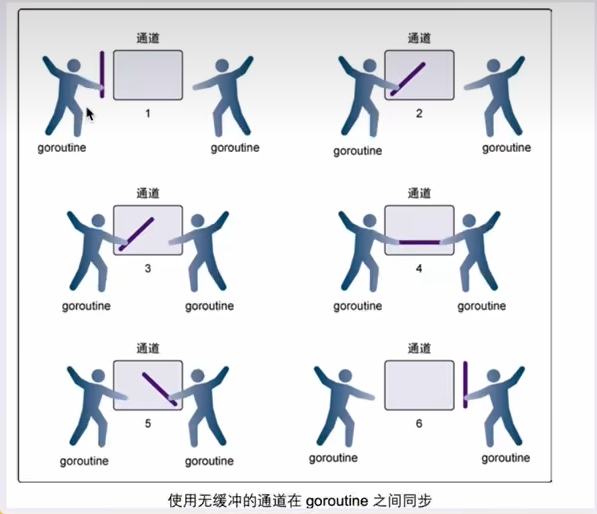 通道
通道
1
2
goroutine
goroutine
goroutine
goroutine
通道
通道
3
4
goroutine
goroutine
goroutine
goroutine
通道
通道
5
6
goroutine
goroutine
goroutine
goroutine
使用无缓冲的通道在 goroutine 之间同步